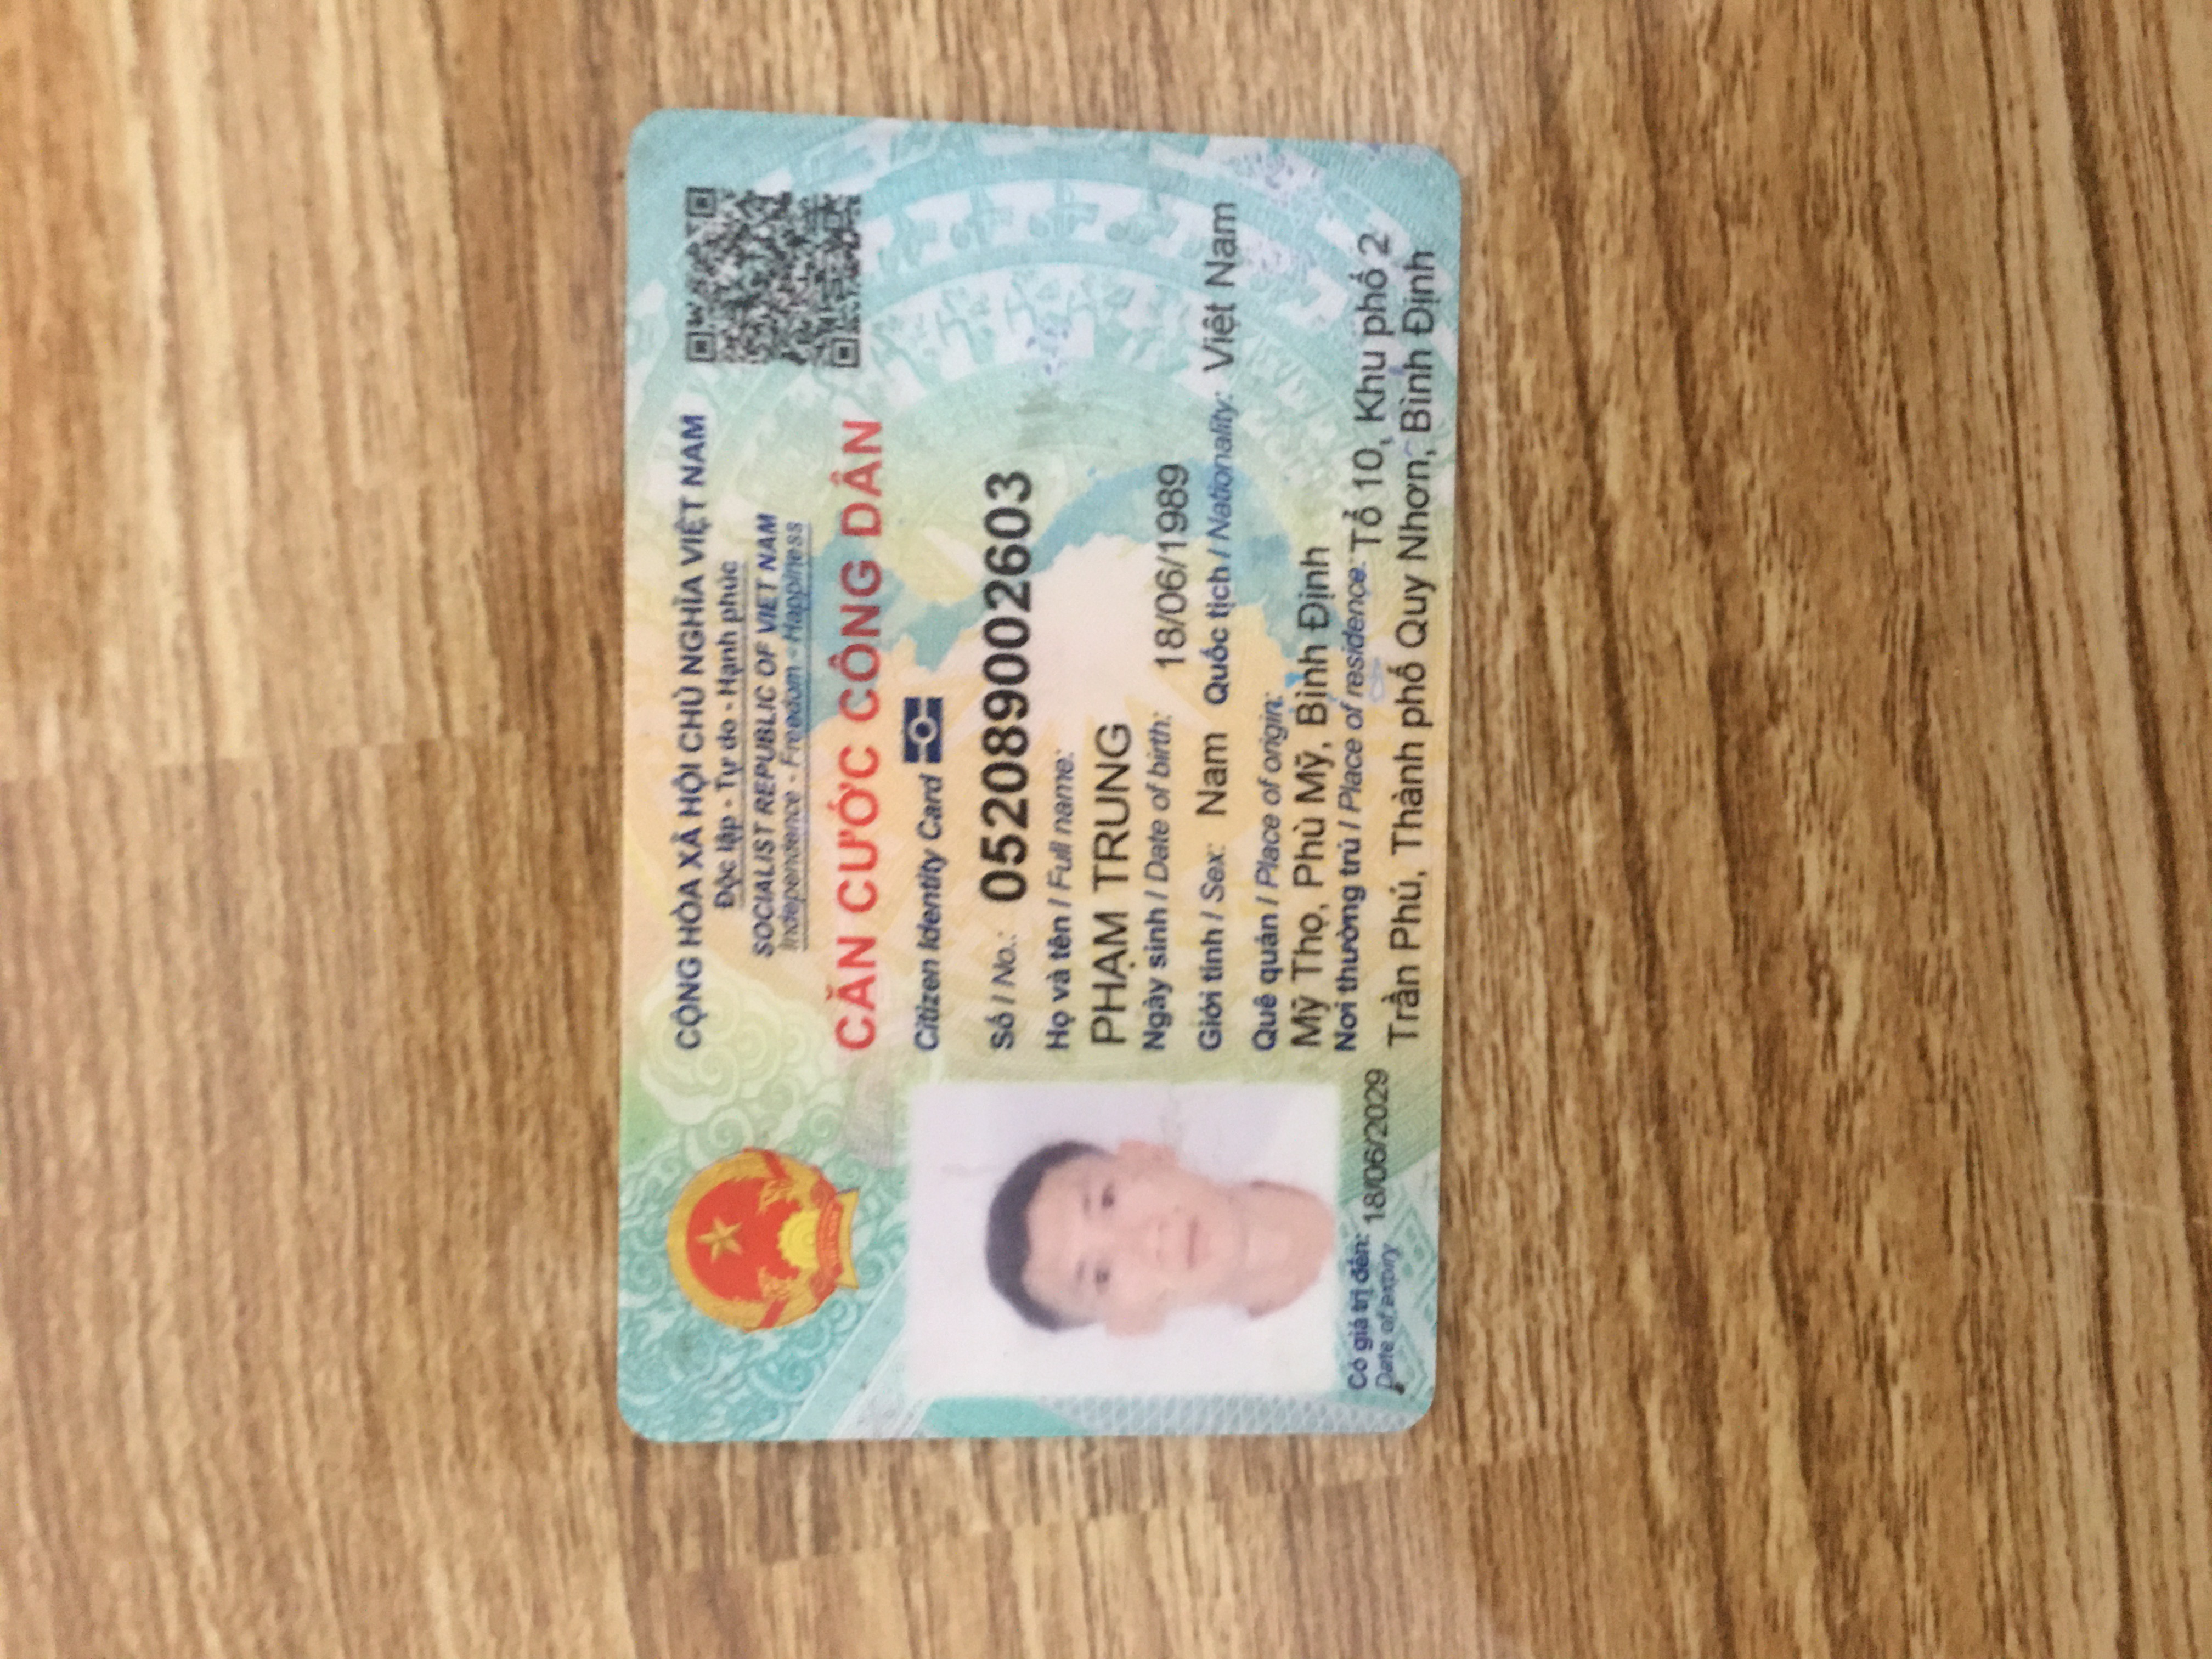 CỘNG HÒA XÃ HỘI CHỦ NGHĨA VIỆT NAM
Độc lập - Tự do - Hạnh phúc
SOCIALIST REPUBLIC OF VIET NAM
Independence - Freedom - Happiness
CĂN CƯỚC CÔNG DÂN
Citizen Identity Card
Số / No.: 052089002603
Họ và tên / Full name:
PHẠM TRUNG
Ngày sinh / Date of birth: 18/06/1989
Giới tính / Sex: Nam Quốc tịch / Nationality: Việt Nam
Quê quán / Place of origin:
Mỹ Thọ, Phù Mỹ, Bình Định
Nơi thường trú / Place of residence: Tổ 10, Khu phố 2
Trần Phú, Thành phố Quy Nhơn, Bình Định
Có giá trị đến: 18/06/2029
Date of expiry